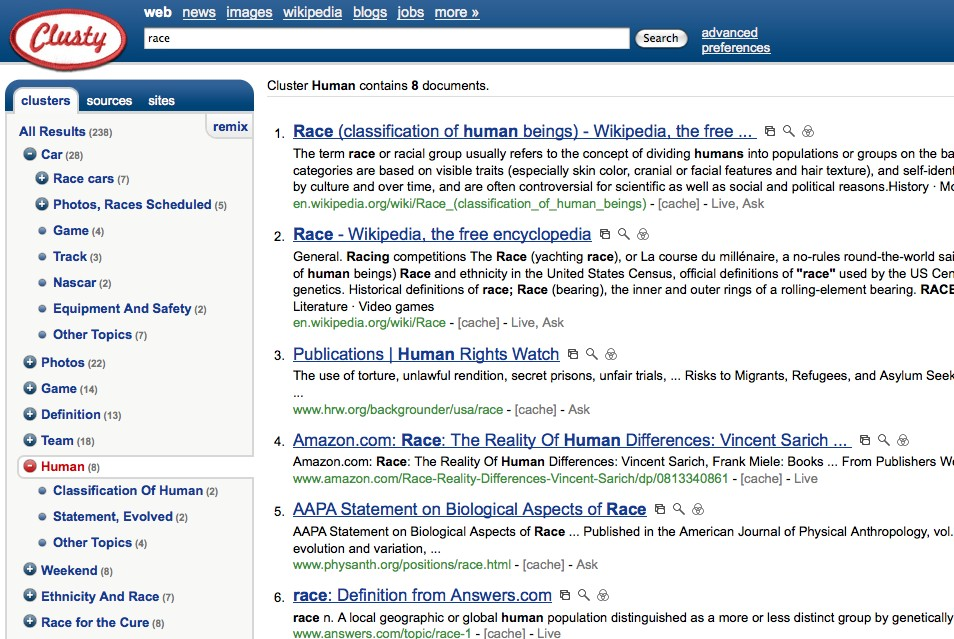 Clusty
web news images wikipedia blogs jobs more »
race
Search
advanced
preferences
clusters sources sites
remix
All Results (238)
Car (28)
Race cars (7)
Photos, Races Scheduled (5)
Game (4)
Track (3)
Nascar (2)
Equipment And Safety (2)
Other Topics (7)
Photos (22)
Game (14)
Definition (13)
Team (18)
Human (8)
Classification Of Human (2)
Statement, Evolved (2)
Other Topics (4)
Weekend (8)
Ethnicity And Race (7)
Race for the Cure (8)
Cluster Human contains 8 documents.
1. Race (classification of human beings) - Wikipedia, the free ...
The term race or racial group usually refers to the concept of dividing humans into populations or groups on the ba
categories are based on visible traits (especially skin color, cranial or facial features and hair texture), and self-iden
by culture and over time, and are often controversial for scientific as well as social and political reasons.History · Mo
en.wikipedia.org/wiki/Race_(classification_of_human_beings) - [cache] - Live, Ask
2. Race - Wikipedia, the free encyclopedia
General. Racing competitions The Race (yachting race), or La course du millénaire, a no-rules round-the-world sai
of human beings) Race and ethnicity in the United States Census, official definitions of "race" used by the US Cen
genetics. Historical definitions of race; Race (bearing), the inner and outer rings of a rolling-element bearing. RACE
Literature · Video games
en.wikipedia.org/wiki/Race - [cache] - Live, Ask
3. Publications | Human Rights Watch
The use of torture, unlawful rendition, secret prisons, unfair trials, ... Risks to Migrants, Refugees, and Asylum Seek
...
www.hrw.org/backgrounder/usa/race - [cache] - Ask
4. Amazon.com: Race: The Reality Of Human Differences: Vincent Sarich ...
Amazon.com: Race: The Reality Of Human Differences: Vincent Sarich, Frank Miele: Books ... From Publishers We
www.amazon.com/Race-Reality-Differences-Vincent-Sarich/dp/0813340861 - [cache] - Live
5. AAPA Statement on Biological Aspects of Race
AAPA Statement on Biological Aspects of Race ... Published in the American Journal of Physical Anthropology, vol.
evolution and variation, ...
www.physanth.org/positions/race.html - [cache] - Ask
6. race: Definition from Answers.com
race n. A local geographic or global human population distinguished as a more or less distinct group by genetically
www.answers.com/topic/race-1 - [cache] - Live